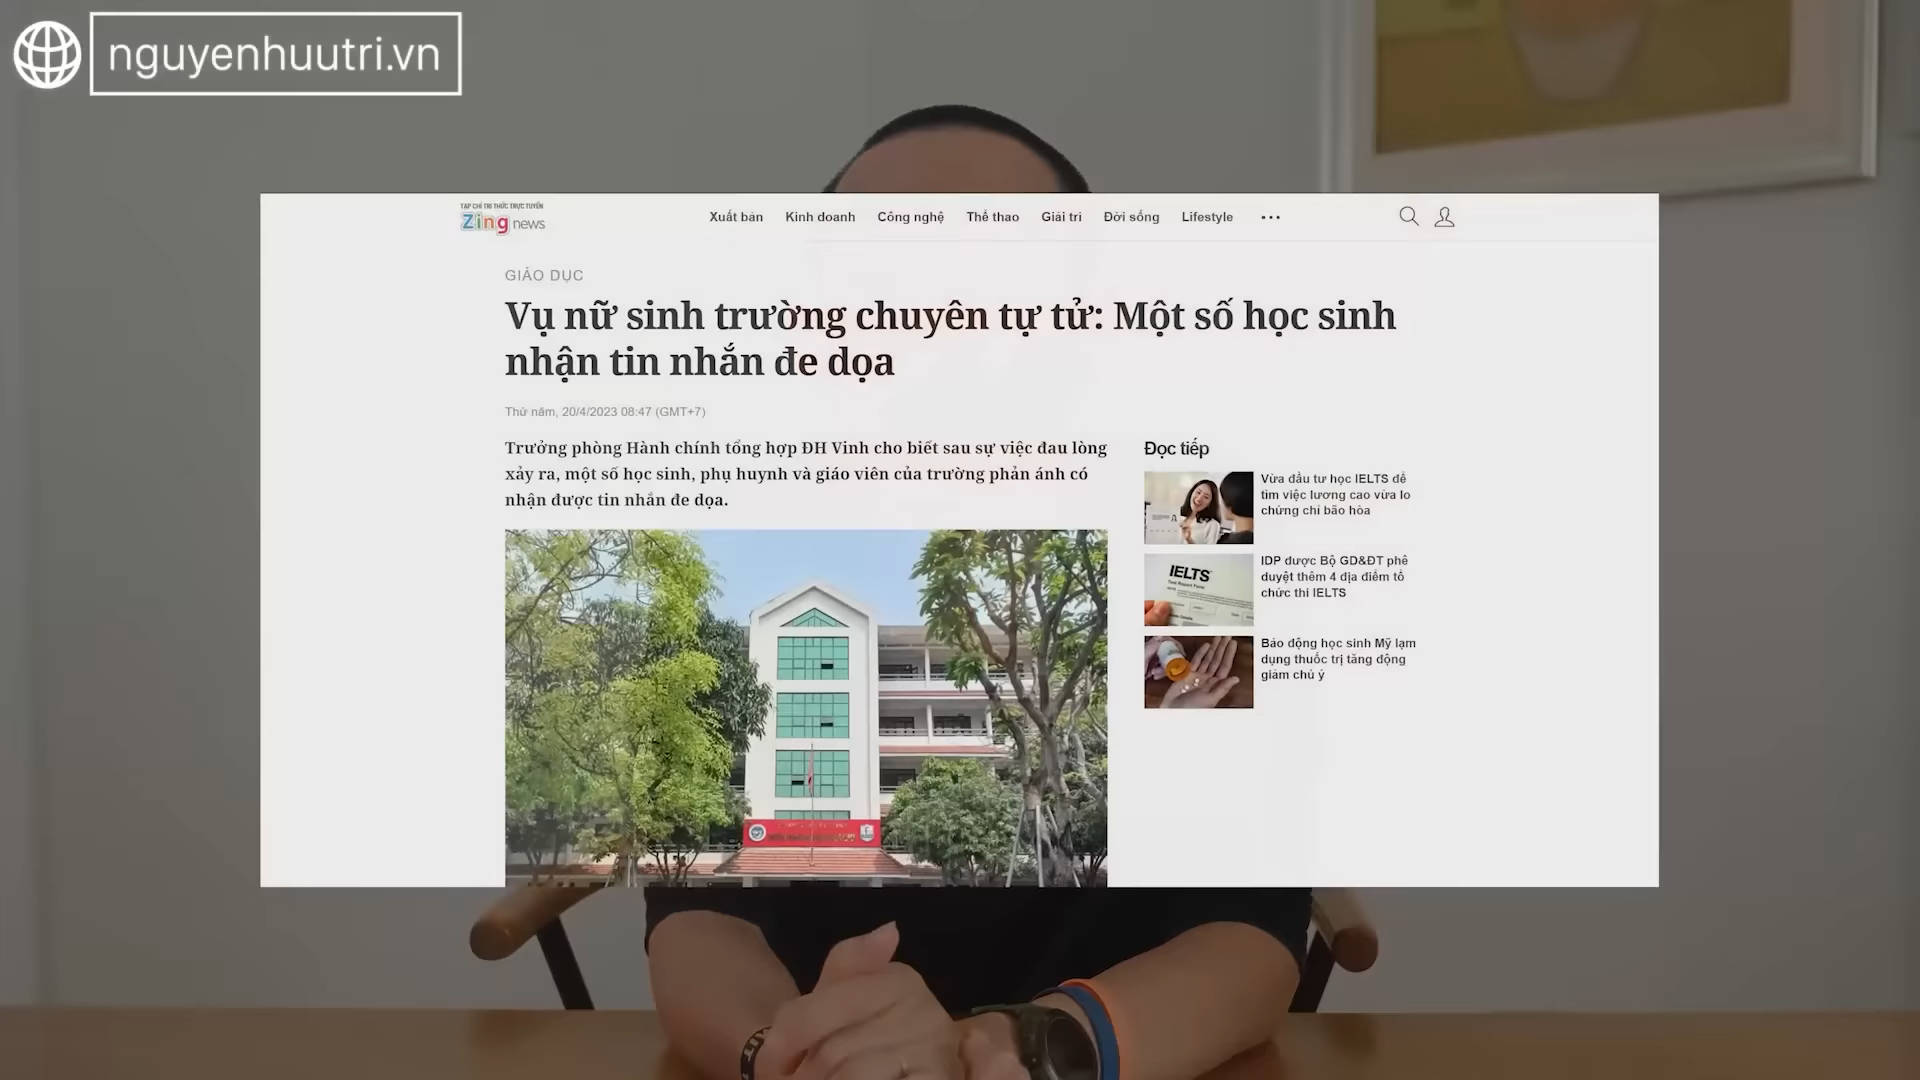 nguyenhuutri.vn
TẠP CHÍ TRI THỨC TRỰC TUYẾN
Zing news
Xuất bản Kinh doanh Công nghệ Thể thao Giải trí Đời sống Lifestyle
GIÁO DỤC
Vụ nữ sinh trường chuyên tự tử: Một số học sinh
nhận tin nhắn đe dọa
Thứ năm, 20/4/2023 08:47 (GMT+7)
Trưởng phòng Hành chính tổng hợp ĐH Vinh cho biết sau sự việc đau lòng
xảy ra, một số học sinh, phụ huynh và giáo viên của trường phản ánh có
nhận được tin nhắn đe dọa.
Đọc tiếp
Vừa đầu tư học IELTS để
tìm việc lương cao vừa lo
chứng chỉ bão hòa
IELTS
IDP được Bộ GD&ĐT phê
duyệt thêm 4 địa điểm tổ
chức thi IELTS
Báo động học sinh Mỹ lạm
dụng thuốc trị tăng động
giảm chú ý